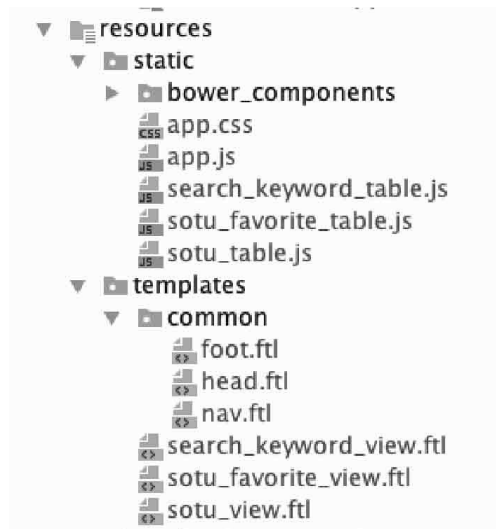 resources
static
bower_components
app.css
app.js
search_keyword_table.js
sotu_favorite_table.js
sotu_table.js
templates
common
foot.ftl
head.ftl
nav.ftl
search_keyword_view.ftl
sotu_favorite_view.ftl
sotu_view.ftl